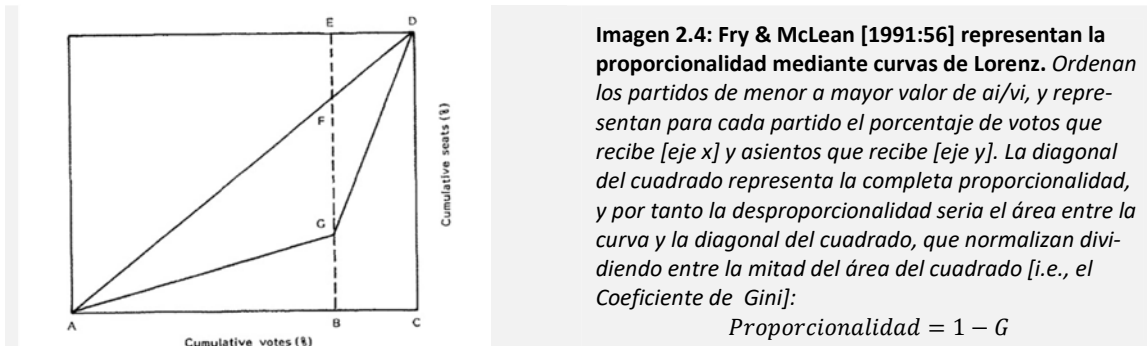 E
D
F
G
A
B
C
Cumulative votes (%)
Cumulative seats (%)
Imagen 2.4: Fry & McLean [1991:56] representan la
proporcionalidad mediante curvas de Lorenz. Ordenan
los partidos de menor a mayor valor de ai/vi, y repre-
sentan para cada partido el porcentaje de votos que
recibe [eje x] y asientos que recibe [eje y]. La diagonal
del cuadrado representa la completa proporcionalidad,
y por tanto la desproporcionalidad seria el área entre la
curva y la diagonal del cuadrado, que normalizan divi-
diendo entre la mitad del área del cuadrado [i.e., el
Coeficiente de Gini]:
Proporcionalidad = 1 − G